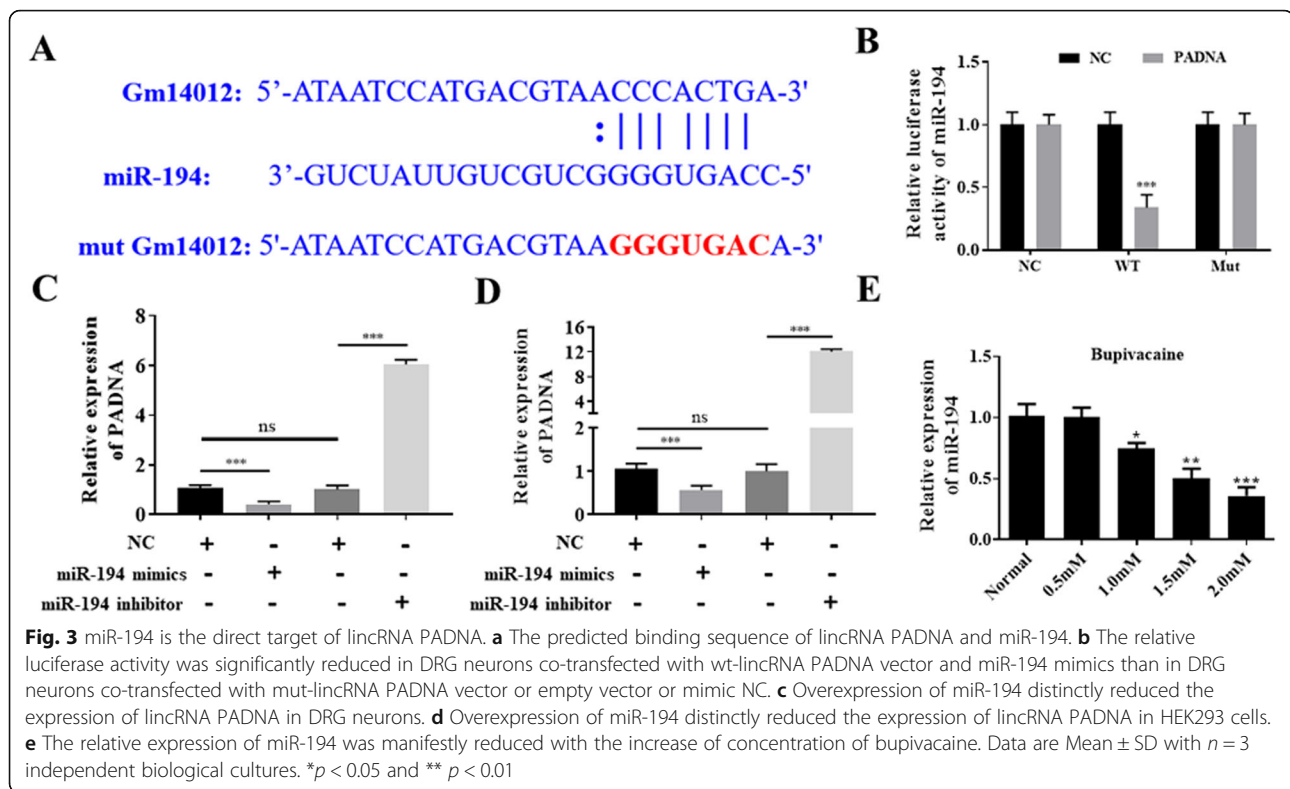 A
Gm14012: 5'-ATAATCCATGACGTAACCCACTGA-3'
:||| ||||
miR-194: 3'-GUCUAUUGUCGUCGGGGUGACC-5'
mut Gm14012: 5'-ATAATCCATGACGTAAGGGUGACA-3'
B
NC PADNA
Relative luciferase
activity of miR-194
1.5
1.0
0.5
0.0
***
NC WT Mut
C
Relative expression
of PADNA
8
6
4
2
0
***
ns
***
NC + - + -
miR-194 mimics - + - -
miR-194 inhibitor - - - +
D
Relative expression
of PADNA
16
12
8
4
2
1
0
***
ns
***
NC + - + -
miR-194 mimics - + - -
miR-194 inhibitor - - - +
E
Bupivacaine
Relative expression
of miR-194
1.5
1.0
0.5
0.0
*
**
***
Normal 0.5mM 1.0mM 1.5mM 2.0mM
Fig. 3 miR-194 is the direct target of lincRNA PADNA. a The predicted binding sequence of lincRNA PADNA and miR-194. b The relative
luciferase activity was significantly reduced in DRG neurons co-transfected with wt-lincRNA PADNA vector and miR-194 mimics than in DRG
neurons co-transfected with mut-lincRNA PADNA vector or empty vector or mimic NC. c Overexpression of miR-194 distinctly reduced the
expression of lincRNA PADNA in DRG neurons. d Overexpression of miR-194 distinctly reduced the expression of lincRNA PADNA in HEK293 cells.
e The relative expression of miR-194 was manifestly reduced with the increase of concentration of bupivacaine. Data are Mean ± SD with n = 3
independent biological cultures. *p < 0.05 and ** p < 0.01